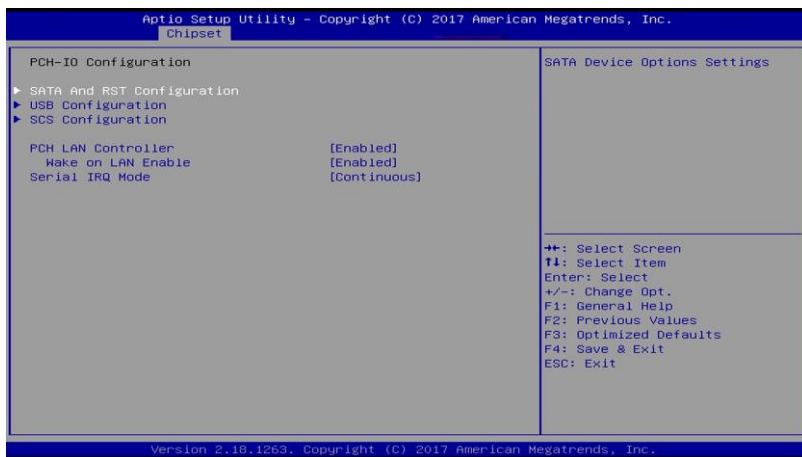 Aptio Setup Utility – Copyright (C) 2017 American Megatrends, Inc.
Chipset
PCH-IO Configuration
▶ SATA And RST Configuration
▶ USB Configuration
▶ SCS Configuration
PCH LAN Controller [Enabled]
Wake on LAN Enable [Enabled]
Serial IRQ Mode [Continuous]
SATA Device Options Settings
→←: Select Screen
↑↓: Select Item
Enter: Select
+/-: Change Opt.
F1: General Help
F2: Previous Values
F3: Optimized Defaults
F4: Save & Exit
ESC: Exit
Version 2.18.1263. Copyright (C) 2017 American Megatrends, Inc.